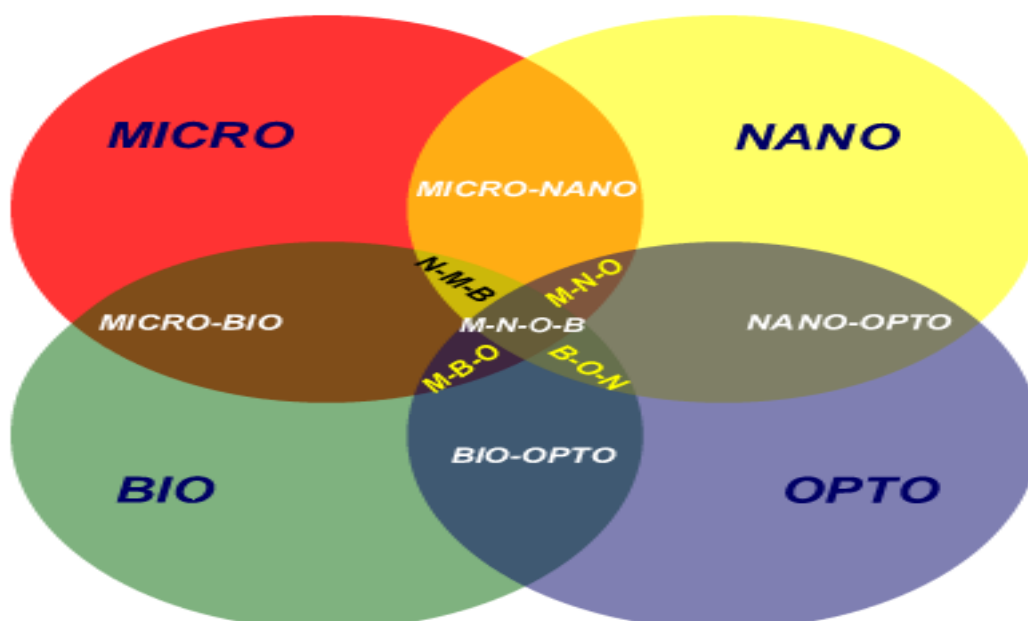 MICRO
NANO
MICRO-NANO
N-M-B
M-N-O
MICRO-BIO
M-N-O-B
NANO-OPTO
M-B-O
B-O-N
BIO-OPTO
BIO
OPTO